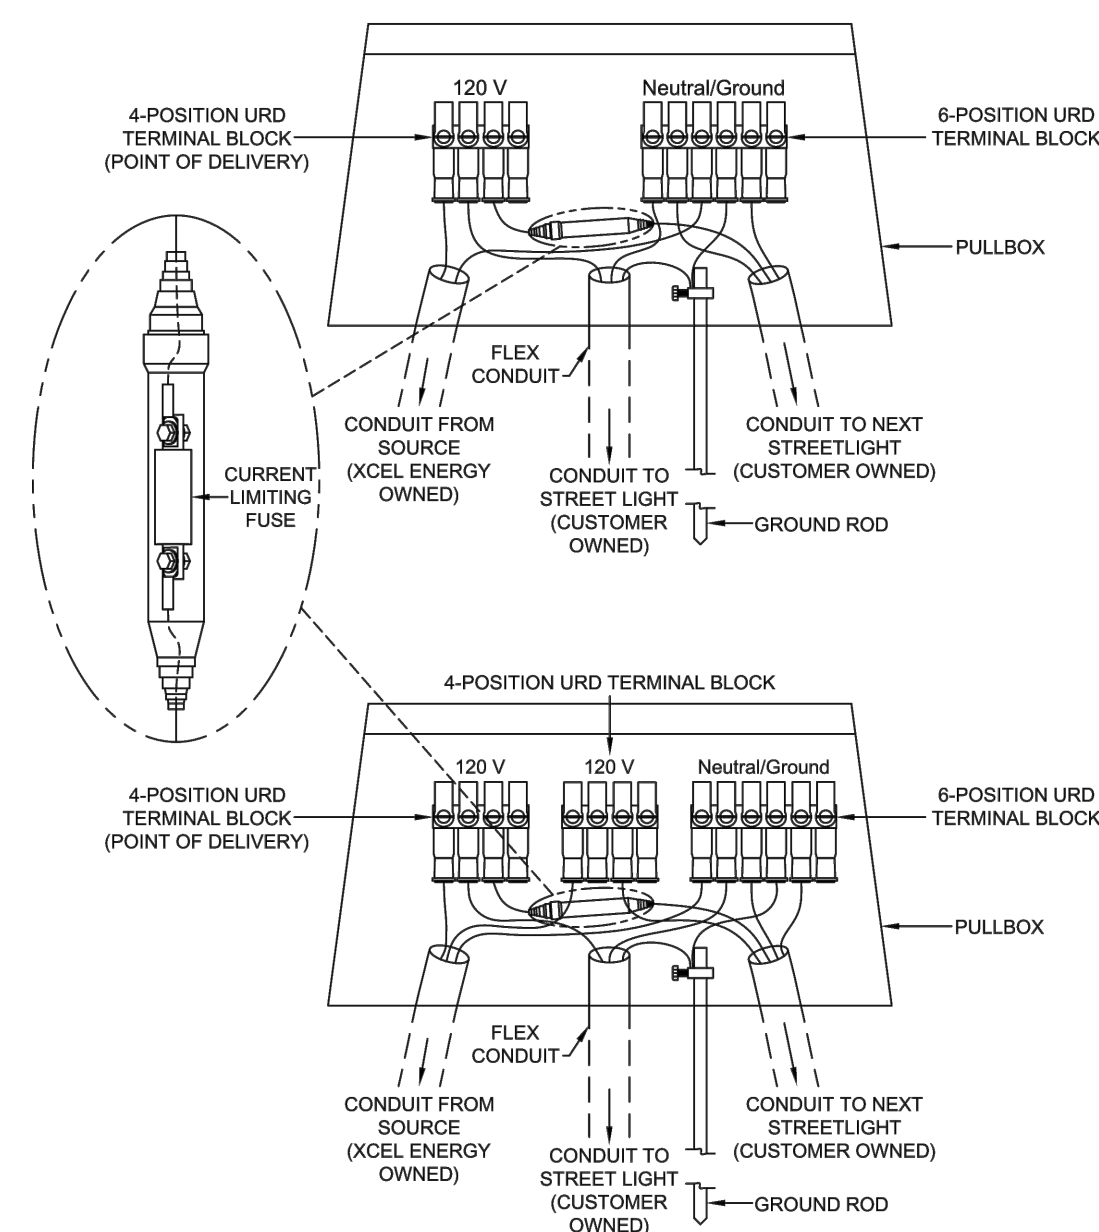 120 V
Neutral/Ground
4-POSITION URD
TERMINAL BLOCK
(POINT OF DELIVERY)
6-POSITION URD
TERMINAL BLOCK
PULLBOX
FLEX
CONDUIT
CONDUIT FROM
SOURCE
(XCEL ENERGY
OWNED)
CONDUIT TO
STREET LIGHT
(CUSTOMER
OWNED)
CONDUIT TO NEXT
STREETLIGHT
(CUSTOMER OWNED)
GROUND ROD
CURRENT
LIMITING
FUSE
4-POSITION URD TERMINAL BLOCK
120 V
120 V
Neutral/Ground
4-POSITION URD
TERMINAL BLOCK
(POINT OF DELIVERY)
6-POSITION URD
TERMINAL BLOCK
PULLBOX
FLEX
CONDUIT
CONDUIT FROM
SOURCE
(XCEL ENERGY
OWNED)
CONDUIT TO
STREET LIGHT
(CUSTOMER
OWNED)
CONDUIT TO NEXT
STREETLIGHT
(CUSTOMER OWNED)
GROUND ROD